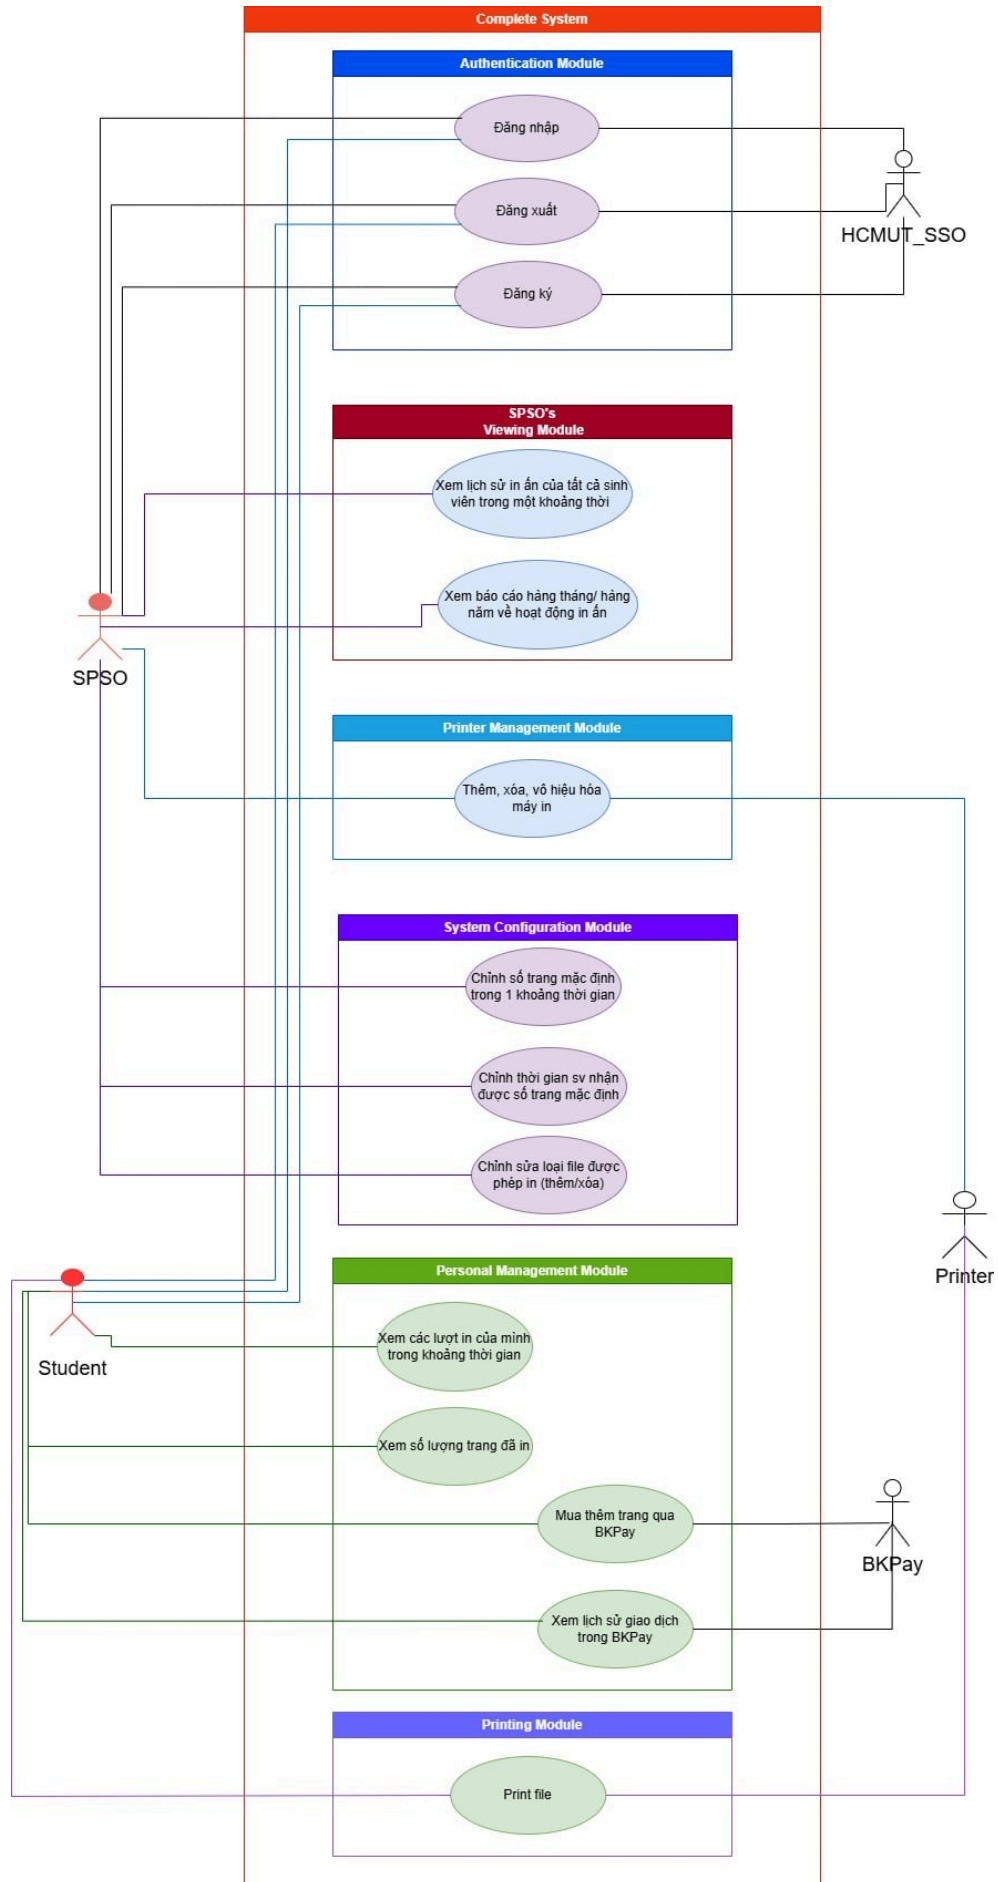 Complete System
Authentication Module
Đăng nhập
Đăng xuất
HCMUT_SSO
Đăng ký
SPSO's
Viewing Module
Xem lịch sử in ấn của tất cả sinh
viên trong một khoảng thời
Xem báo cáo hàng tháng/ hàng
năm về hoạt động in ấn
SPSO
Printer Management Module
Thêm, xóa, vô hiệu hóa
máy in
System Configuration Module
Chỉnh số trang mặc định
trong 1 khoảng thời gian
Chỉnh thời gian sv nhận
được số trang mặc định
Chỉnh sửa loại file được
phép in (thêm/xóa)
Printer
Personal Management Module
Xem các lượt in của mình
trong khoảng thời gian
Student
Xem số lượng trang đã in
Mua thêm trang qua
BKPay
BKPay
Xem lịch sử giao dịch
trong BKPay
Printing Module
Print file